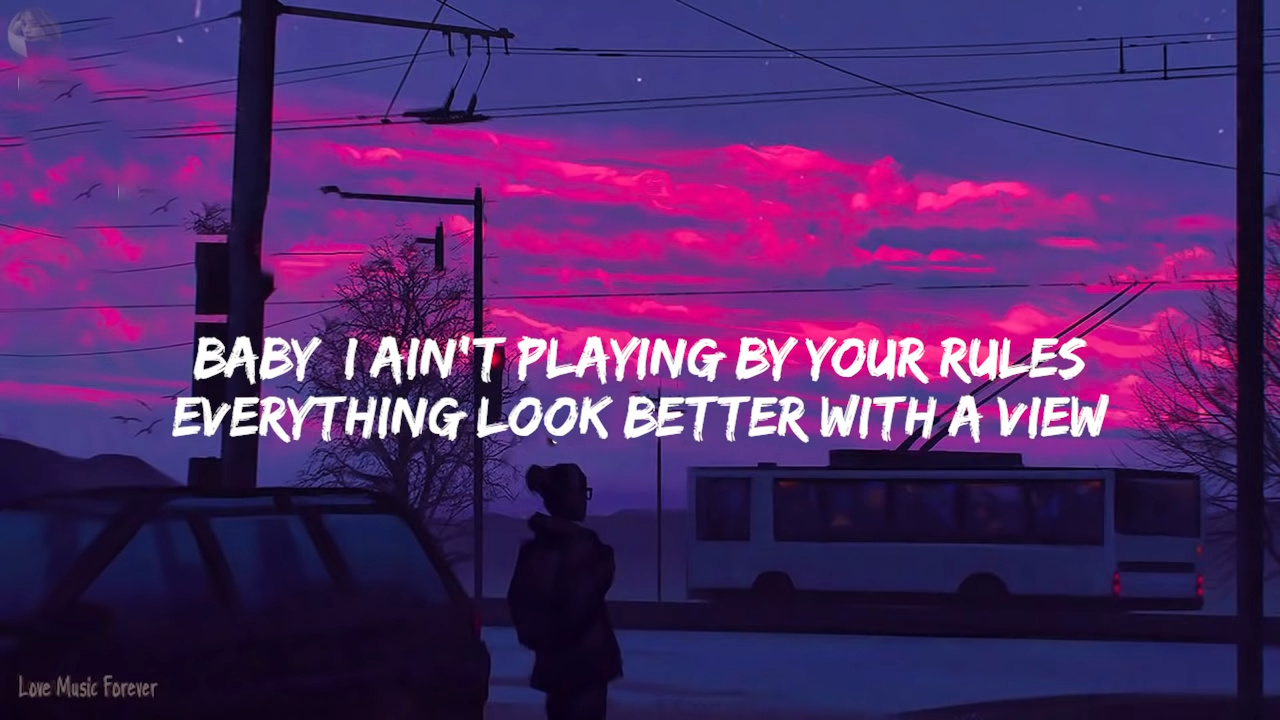 BABY I AIN'T PLAYING BY YOUR RULES
EVERYTHING LOOK BETTER WITH A VIEW
Love Music Forever